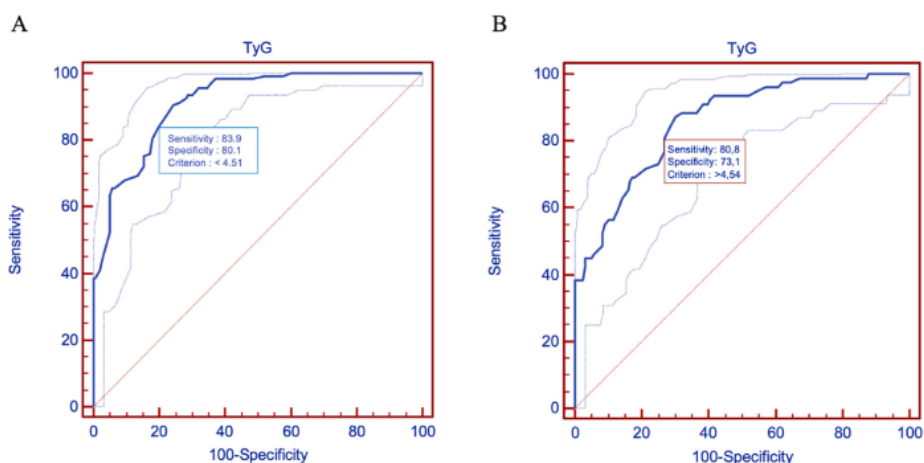 A
TyG
100
80
60
40
20
0
Sensitivity
Sensitivity : 83.9
Specificity : 80.1
Criterion : < 4.51
0 20 40 60 80 100
100-Specificity
B
TyG
100
80
60
40
20
0
Sensitivity
Sensitivity: 80,8
Specificity: 73,1
Criterion : >4,54
0 20 40 60 80 100
100-Specificity